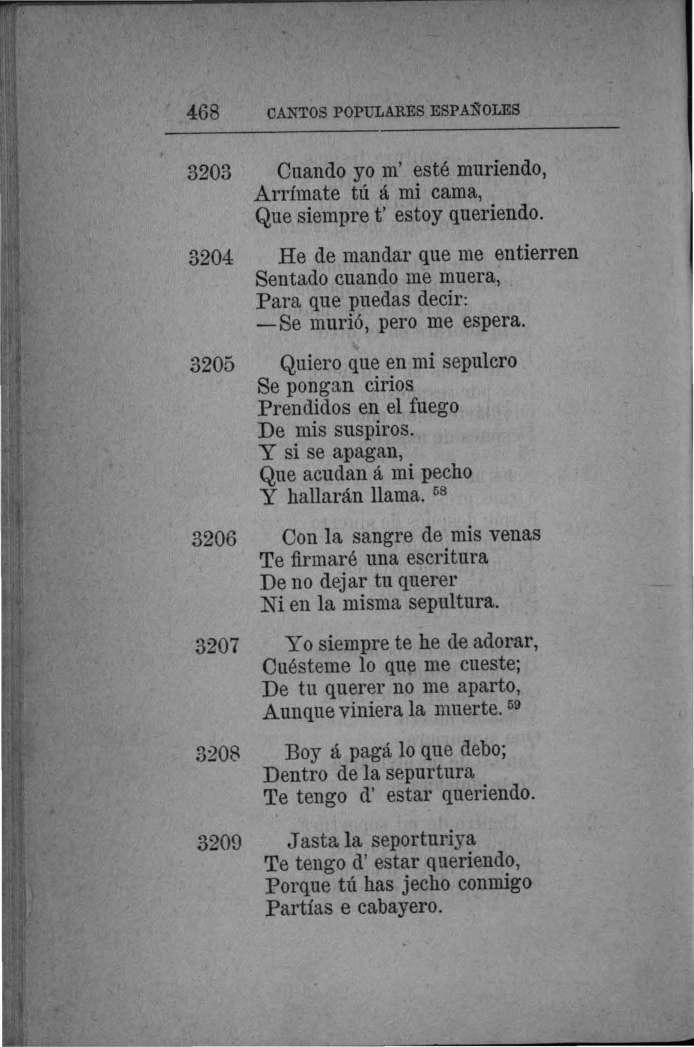 468 CANTOS POPULARES ESPAÑOLES
3203 Cuando yo m' esté muriendo,
Arrímate tú á mi cama,
Que siempre t' estoy queriendo.
3204 He de mandar que me entierren
Sentado cuando me muera,
Para que puedas decir:
—Se murió, pero me espera.
3205 Quiero que en mi sepulcro
Se pongan cirios
Prendidos en el fuego
De mis suspiros.
Y si se apagan,
Que acudan á mi pecho
Y hallarán llama. 58
3206 Con la sangre de mis venas
Te firmaré una escritura
De no dejar tu querer
Ni en la misma sepultura.
3207 Yo siempre te he de adorar,
Cuésteme lo que me cueste;
De tu querer no me aparto,
Aunque viniera la muerte. 59
3208 Boy á pagá lo que debo;
Dentro de la sepurtura
Te tengo d' estar queriendo.
3209 Jasta la seporturiya
Te tengo d' estar queriendo,
Porque tú has jecho conmigo
Partías e cabayero.